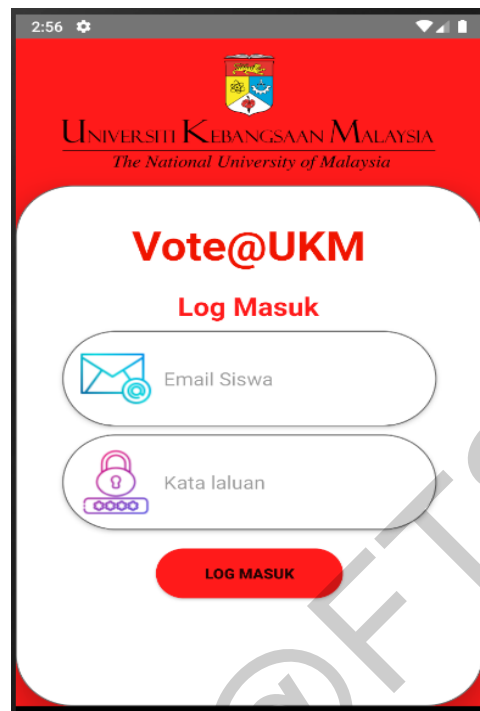 2:56
UNIVERSITI KEBANGSAAN MALAYSIA
The National University of Malaysia
Vote@UKM
Log Masuk
Email Siswa
Kata laluan
LOG MASUK
@FTS